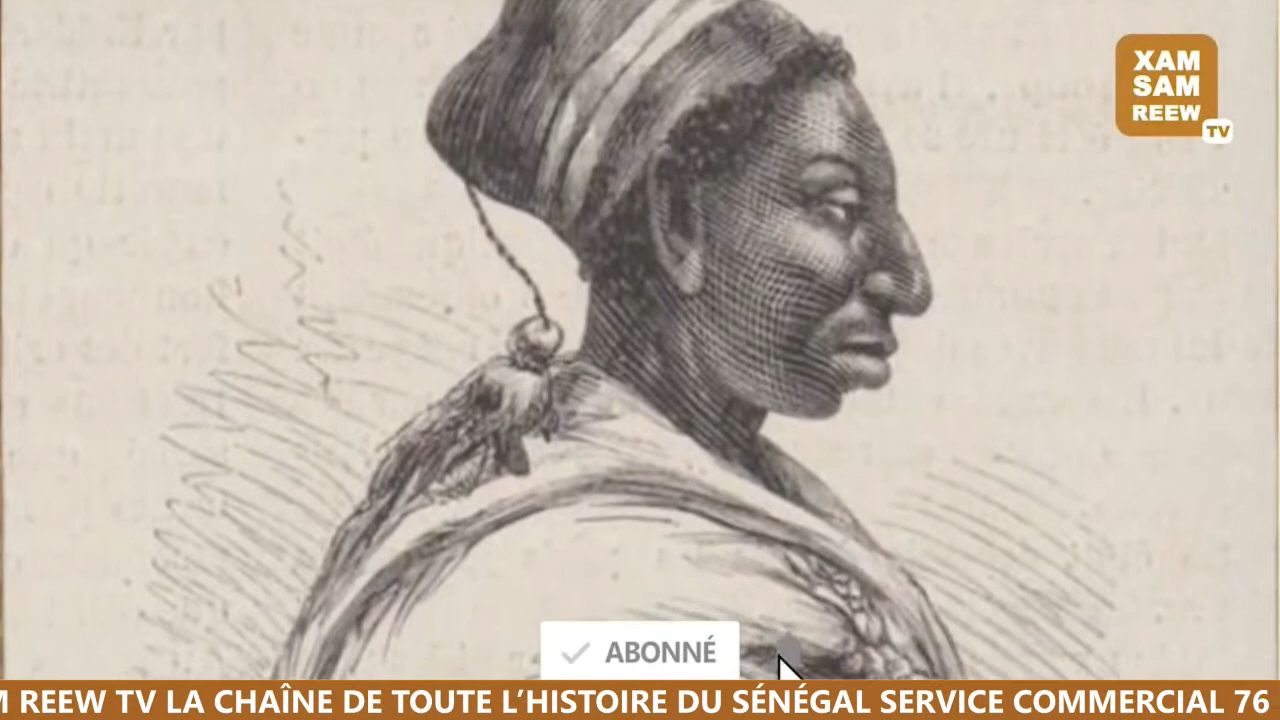 XAM
SAM
REEW
TV
ABONNÉ
M REEW TV LA CHAÎNE DE TOUTE L'HISTOIRE DU SÉNÉGAL SERVICE COMMERCIAL 76